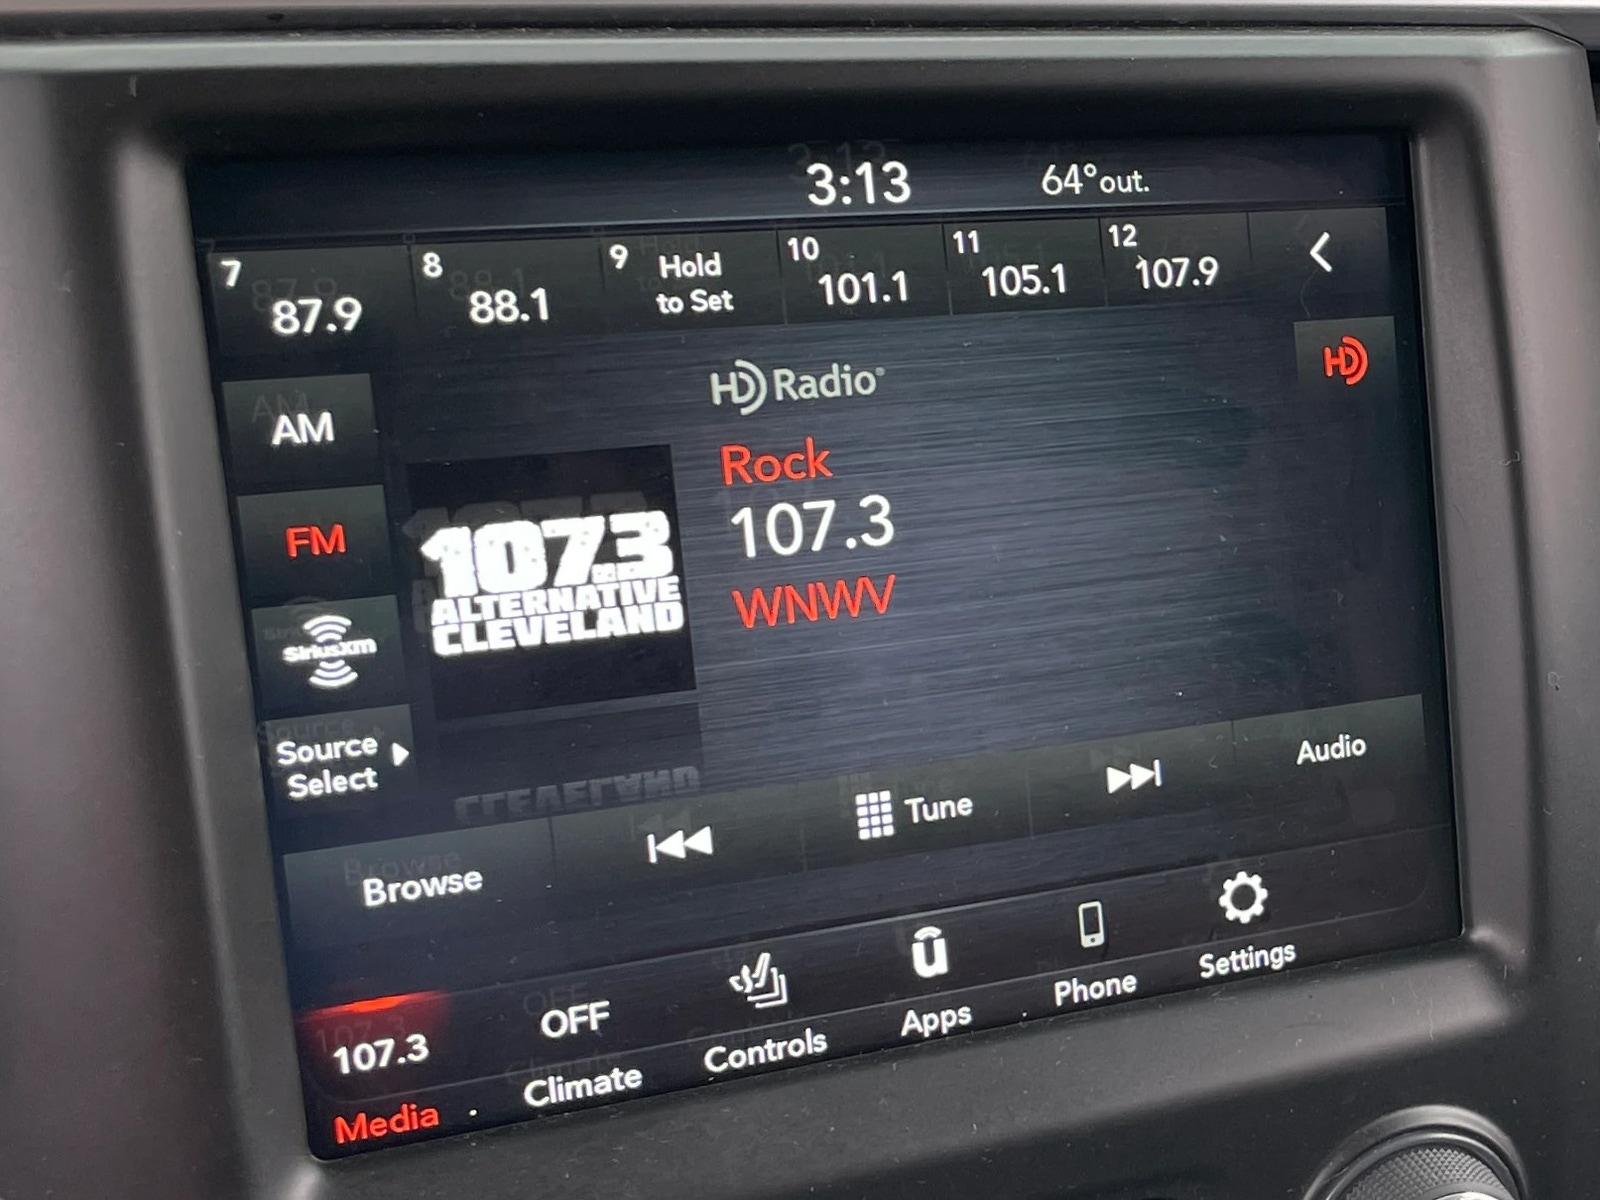 3:13 64°out.
7 87.9
8 88.1
9 Hold to Set
10 101.1
11 105.1
12 107.9
HD Radio
HD
AM
FM
SiriusXM
Source
Select
107.3
ALTERNATIVE
CLEVELAND
Rock
107.3
WNWV
Browse
Tune
Audio
107.3
Media
OFF
Climate
Controls
u
Apps
Phone
Settings